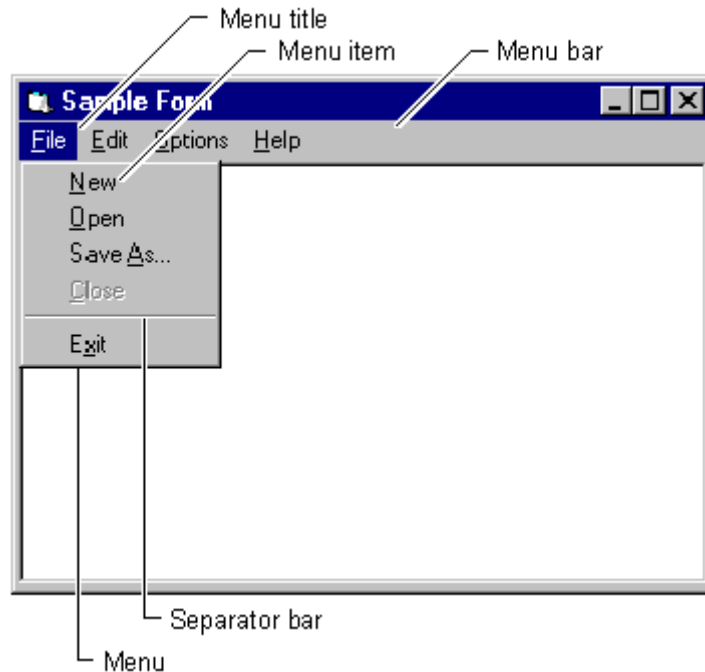 Menu title
Menu item
Menu bar
Sample Form
File Edit Options Help
New
Open
Save As...
Close
Exit
Separator bar
Menu